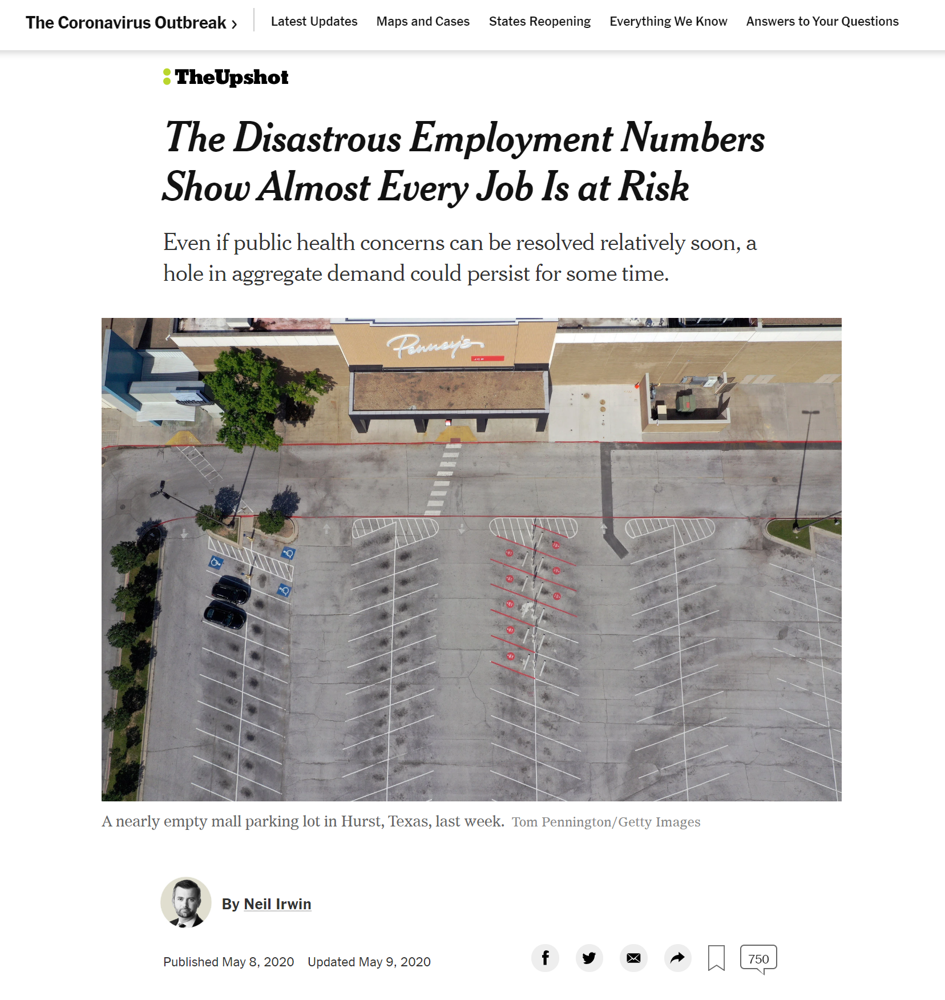 The Coronavirus Outbreak ›
Latest Updates
Maps and Cases
States Reopening
Everything We Know
Answers to Your Questions
TheUpshot
The Disastrous Employment Numbers
Show Almost Every Job Is at Risk
Even if public health concerns can be resolved relatively soon, a
hole in aggregate demand could persist for some time.
Penney's
JCP
A nearly empty mall parking lot in Hurst, Texas, last week. Tom Pennington/Getty Images
By Neil Irwin
Published May 8, 2020 Updated May 9, 2020
750